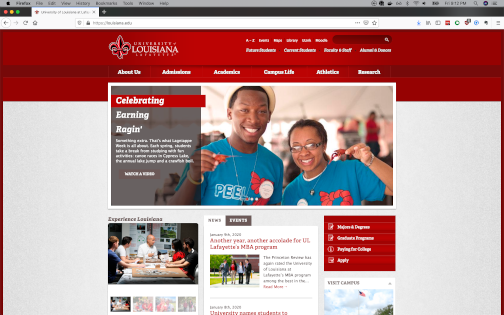 Firefox File Edit View History Bookmarks Tools Window Help
Fri 8:12 PM
University of Louisiana at Lafa
https://louisiana.edu
UNIVERSITY of
LOUISIANA
LAFAYETTE
A - Z Events Maps Library ULink Moodle
Future Students Current Students Faculty & Staff Alumni & Donors
About Us Admissions Academics Campus Life Athletics Research
Celebrating
Earning
Ragin'
Something extra. That's what Lagniappe
Week is all about. Each spring, students
take a break from studying with fun
activities: canoe races in Cypress Lake,
the annual lake jump and a crawfish boil.
WATCH A VIDEO
PEEL
Experience Louisiana
NEWS EVENTS
January 9th, 2020
Another year, another accolade for UL
Lafayette's MBA program
The Princeton Review has
again rated the University
of Louisiana at
Lafayette's MBA program
among the best in the...
Read More
January 8th, 2020
University names students to
Majors & Degrees
Graduate Programs
Paying for College
Apply
VISIT CAMPUS